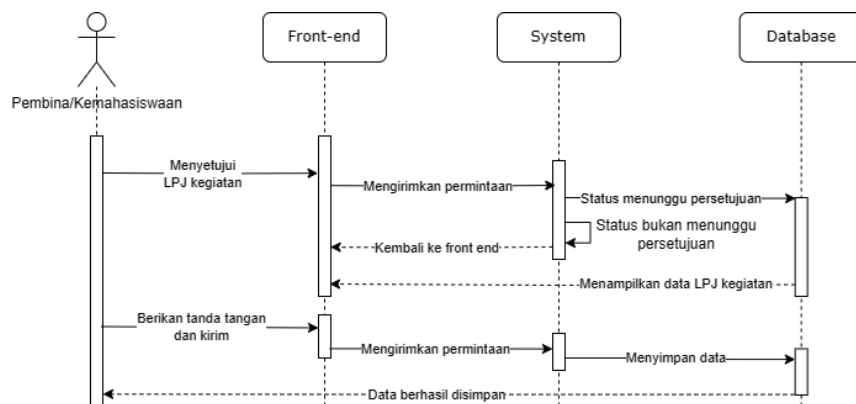 Front-end
System
Database
Pembina/Kemahasiswaan
Menyetujui
LPJ kegiatan
Mengirimkan permintaan
Status menunggu persetujuan
Status bukan menunggu
persetujuan
Kembali ke front end
Menampilkan data LPJ kegiatan
Berikan tanda tangan
dan kirim
Mengirimkan permintaan
Menyimpan data
Data berhasil disimpan